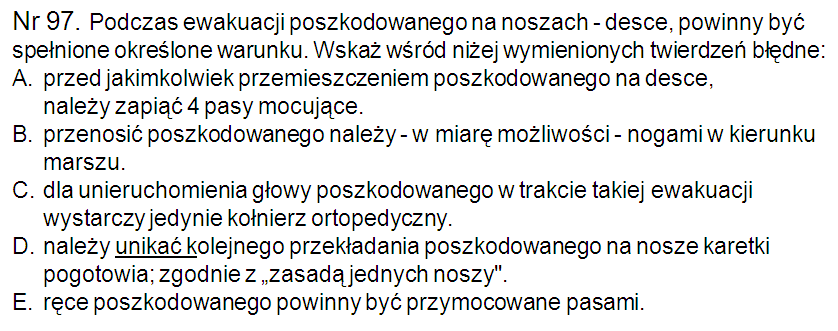 Nr 97. Podczas ewakuacji poszkodowanego na noszach - desce, powinny być
spełnione określone warunku. Wskaż wśród niżej wymienionych twierdzeń błędne:
A. przed jakimkolwiek przemieszczeniem poszkodowanego na desce,
należy zapiąć 4 pasy mocujące.
B. przenosić poszkodowanego należy - w miarę możliwości - nogami w kierunku
marszu.
C. dla unieruchomienia głowy poszkodowanego w trakcie takiej ewakuacji
wystarczy jedynie kołnierz ortopedyczny.
D. należy unikać kolejnego przekładania poszkodowanego na nosze karetki
pogotowia; zgodnie z „zasadą jednych noszy".
E. ręce poszkodowanego powinny być przymocowane pasami.